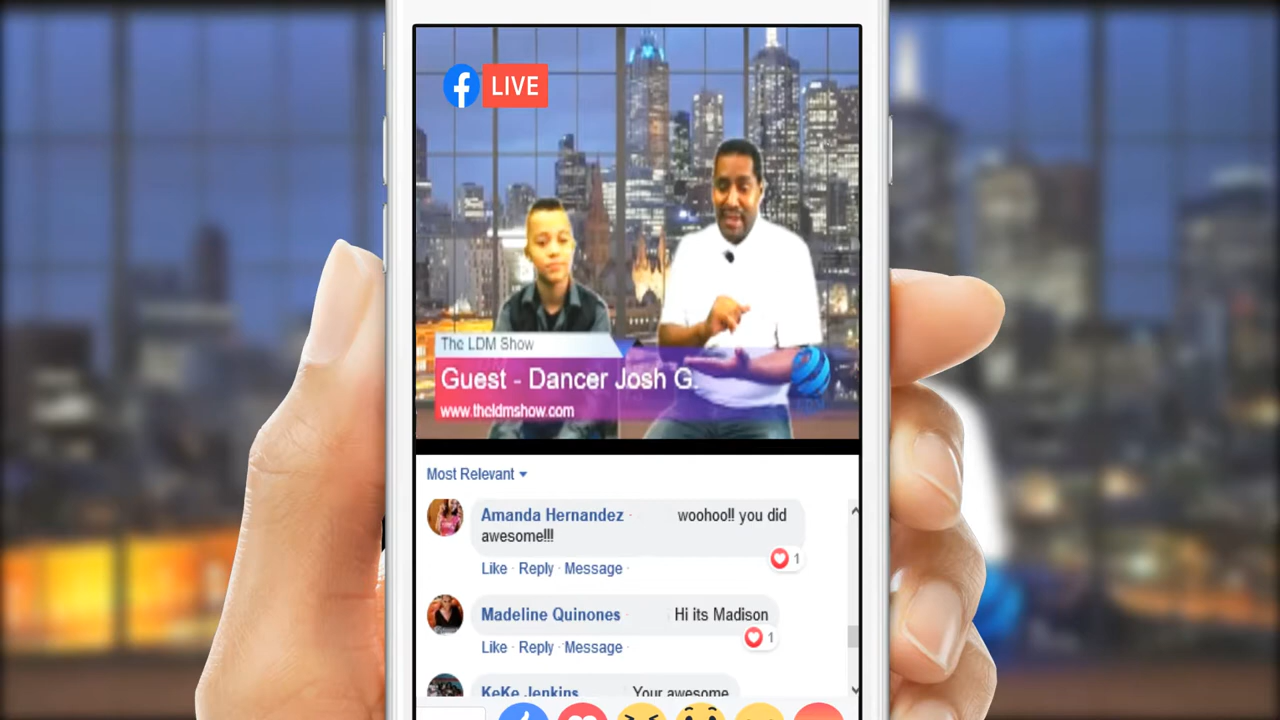 f LIVE
The LDM Show
Guest - Dancer Josh G.
www.theldmshow.com
Most Relevant
Amanda Hernandez · woohoo!! you did
awesome!!!
1
Like · Reply · Message
Madeline Quinones Hi its Madison
1
Like · Reply · Message
KeKe Jenkins Your awesome